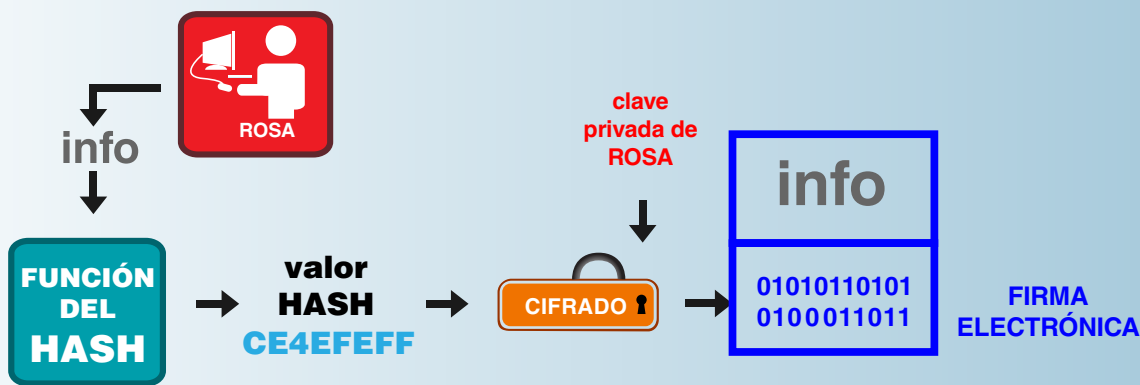 ROSA
info
clave
privada de
ROSA
FUNCIÓN
DEL
HASH
valor
HASH
CE4EFEFF
CIFRADO
info
01010110101
0100011011
FIRMA
ELECTRÓNICA